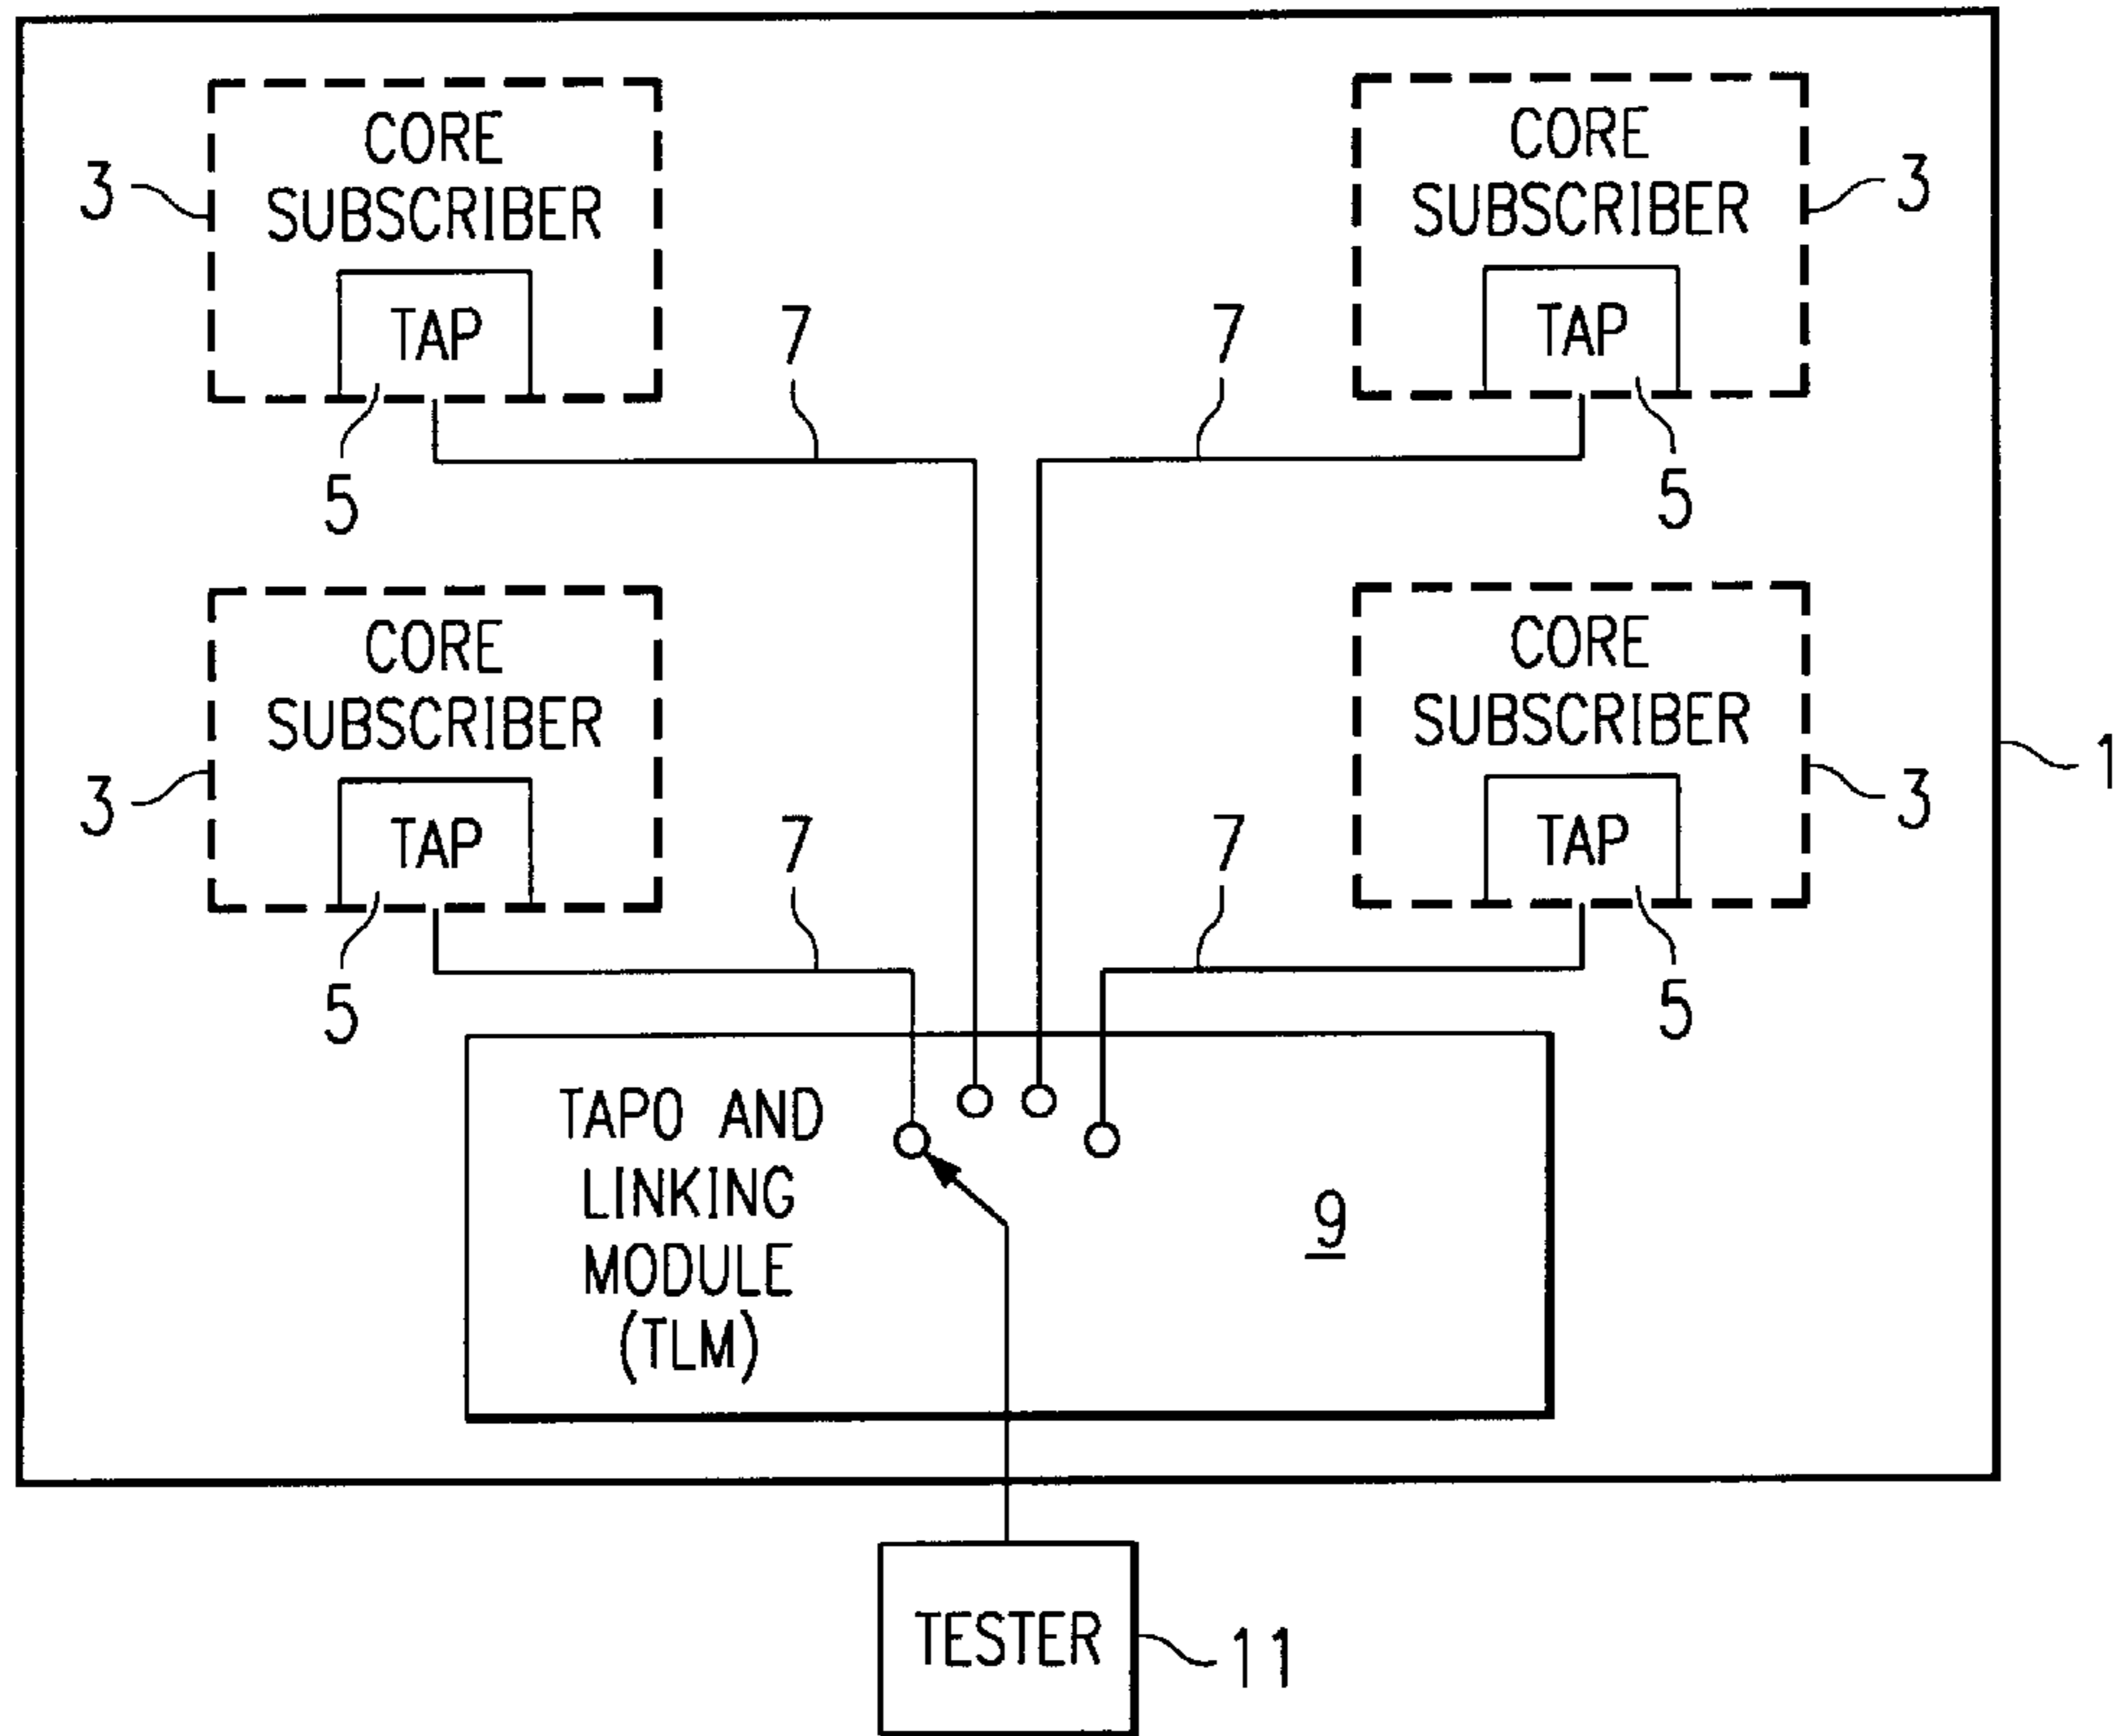 CORE
SUBSCRIBER
TAP
3
5
7
CORE
SUBSCRIBER
TAP
3
5
7
CORE
SUBSCRIBER
TAP
3
5
7
CORE
SUBSCRIBER
TAP
3
5
7
1
TAPO AND
LINKING
MODULE
(TLM)
9
TESTER
11